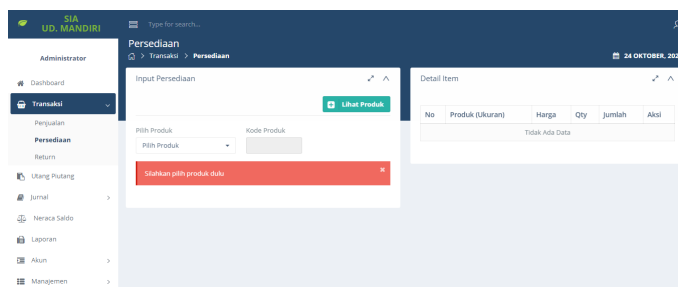 SIA
UD. MANDIRI
Type for search...
Administrator
Dashboard
Transaksi
Penjualan
Persediaan
Return
Utang Piutang
Jurnal
Neraca Saldo
Laporan
Akun
Manajemen
Persediaan
> Transaksi > Persediaan
24 OKTOBER, 202
Input Persediaan
Lihat Produk
Pilih Produk
Kode Produk
Pilih Produk
Silahkan pilih produk dulu
Detail Item
No Produk (Ukuran) Harga Qty Jumlah Aksi
Tidak Ada Data